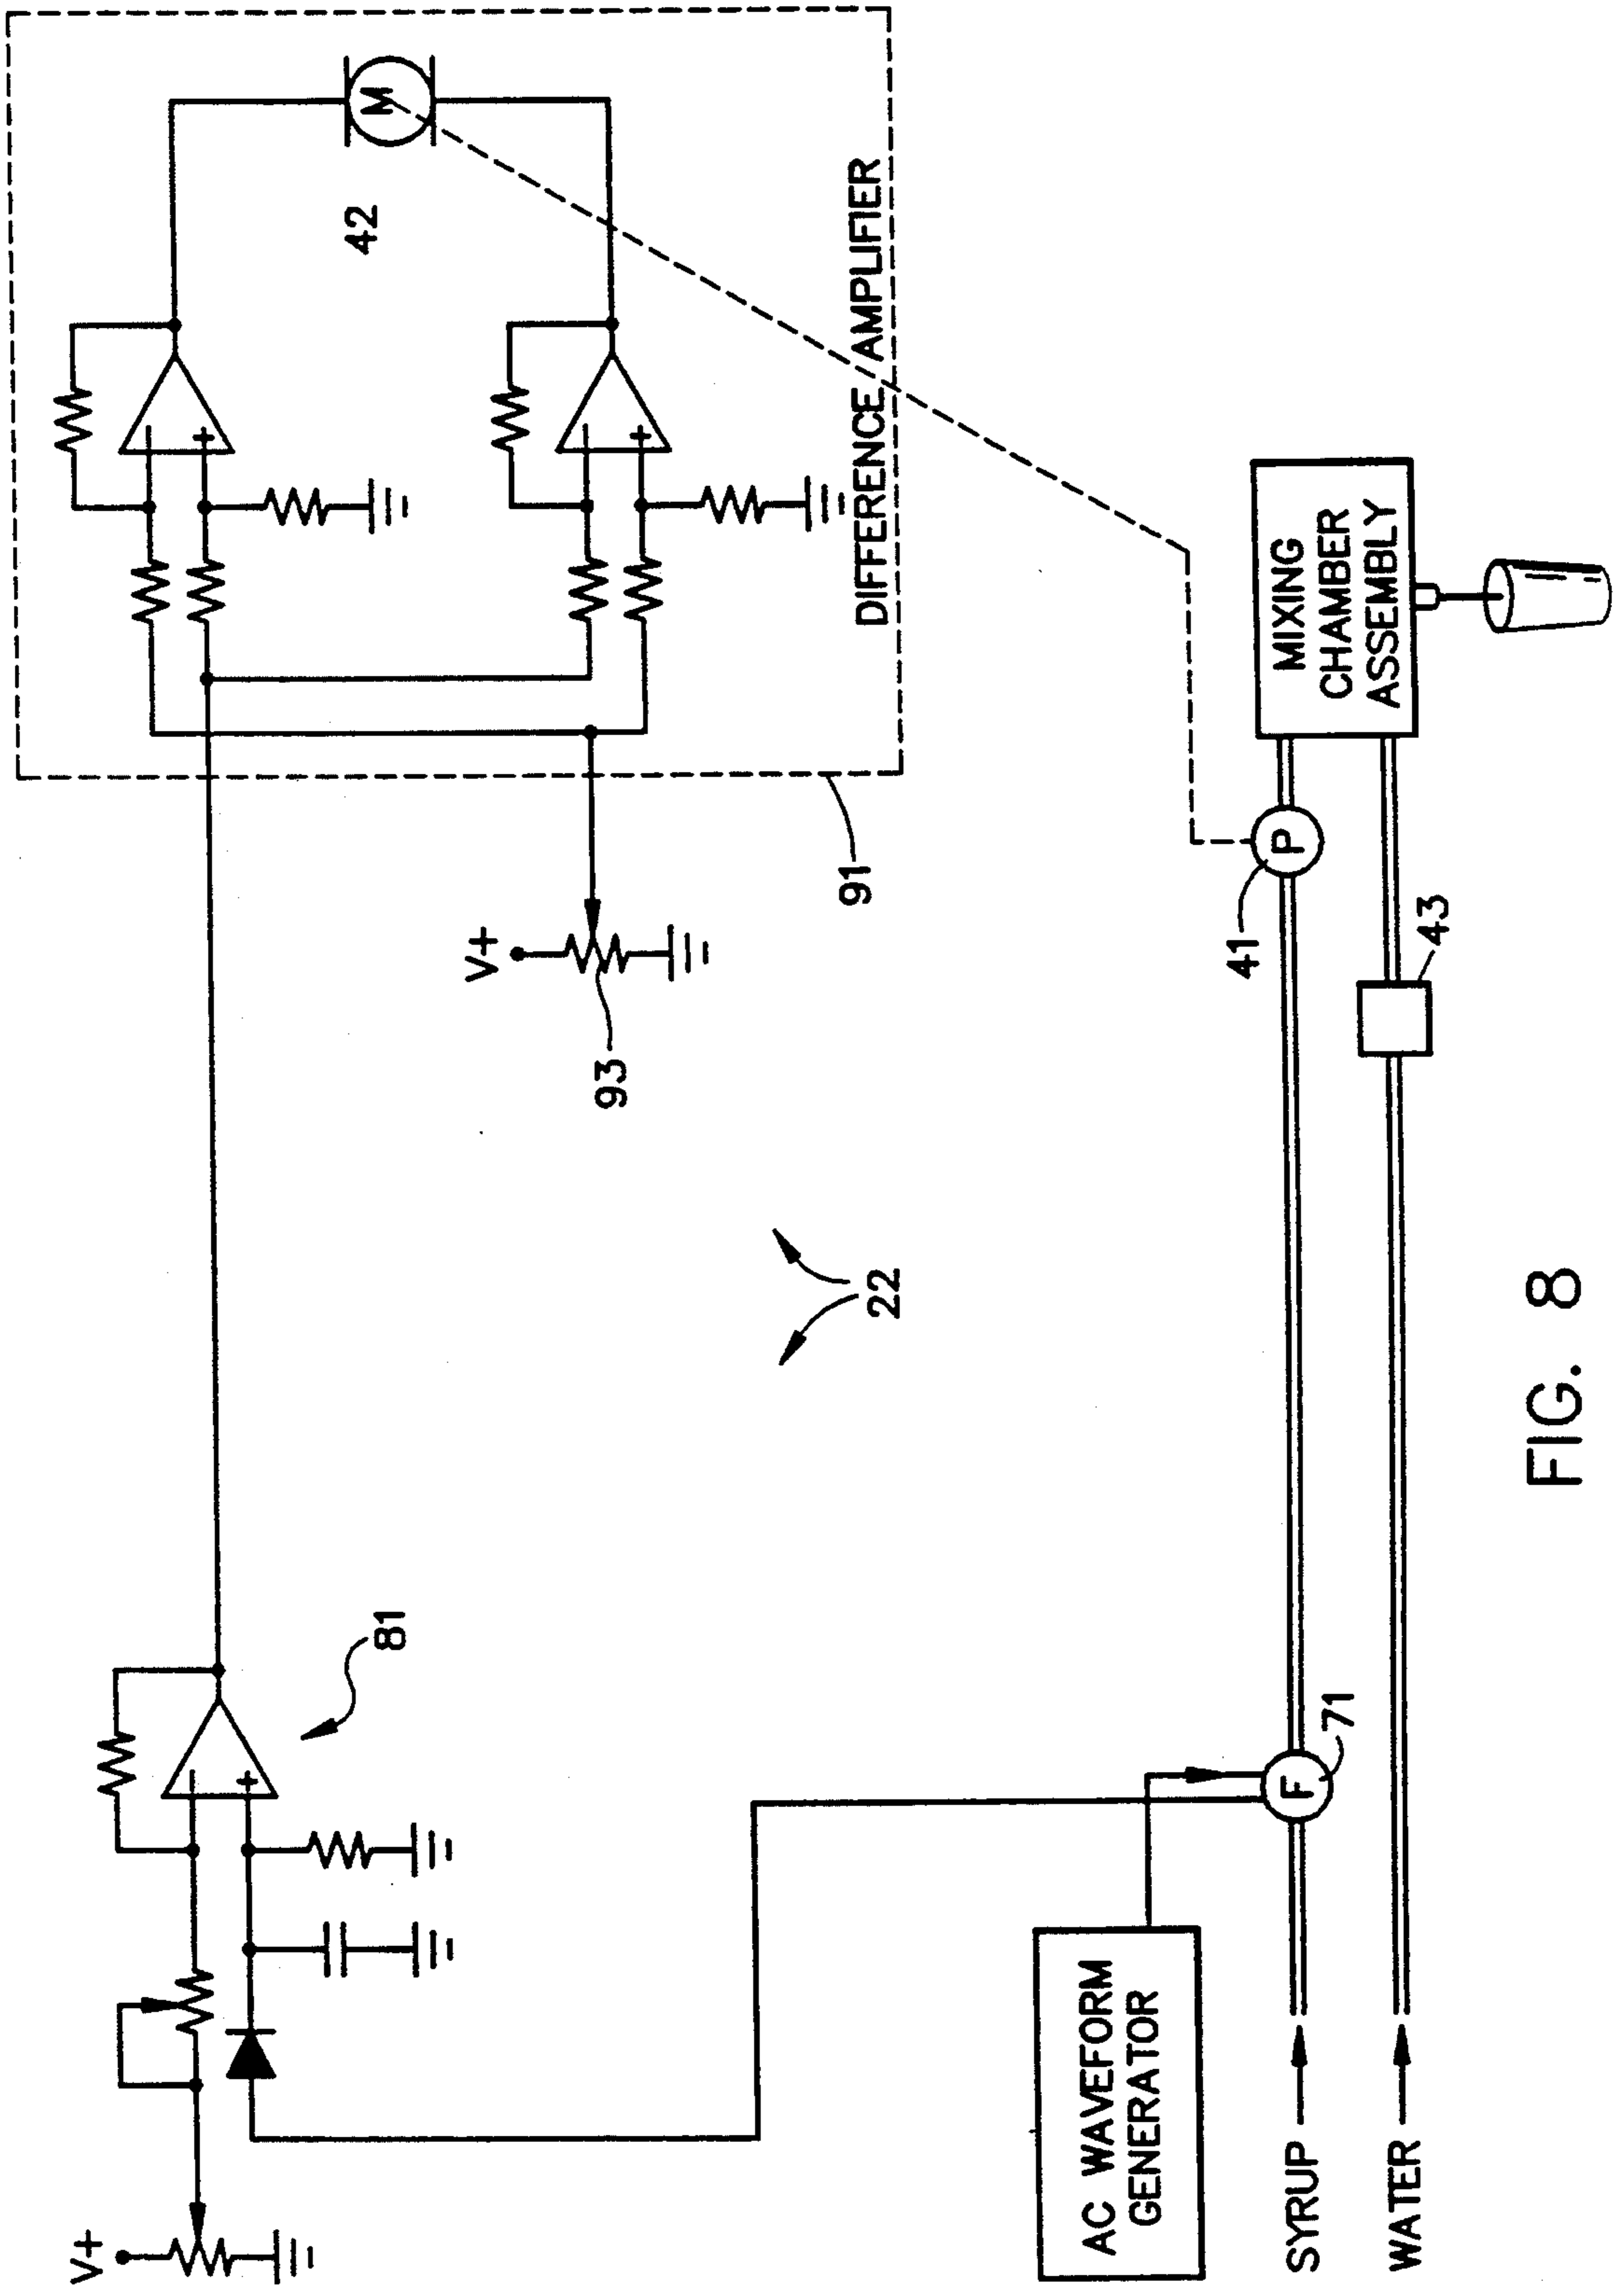 V+
81
V+
93
91
42
M
DIFFERENCE AMPLIFIER
22
AC WAVEFORM
GENERATOR
SYRUP
WATER
F
71
41
P
43
MIXING
CHAMBER
ASSEMBLY
FIG. 8